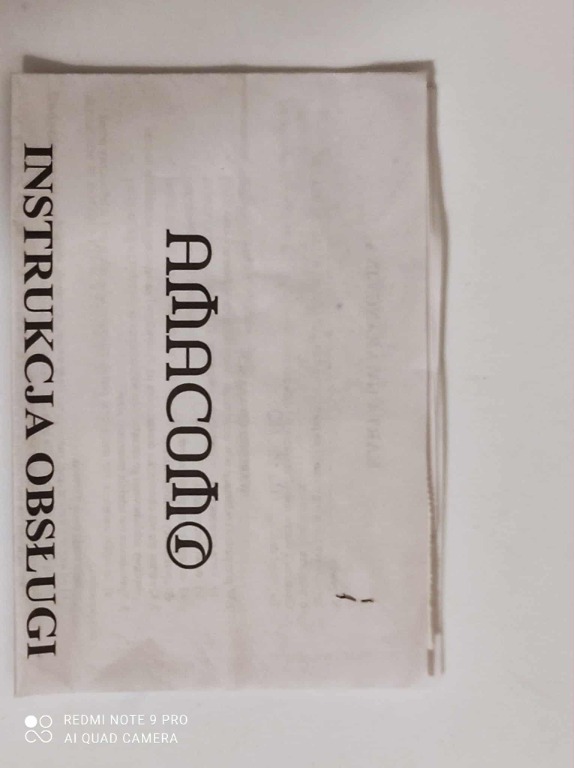 AMACOM®
INSTRUKCJA OBSŁUGI
REDMI NOTE 9 PRO
AI QUAD CAMERA